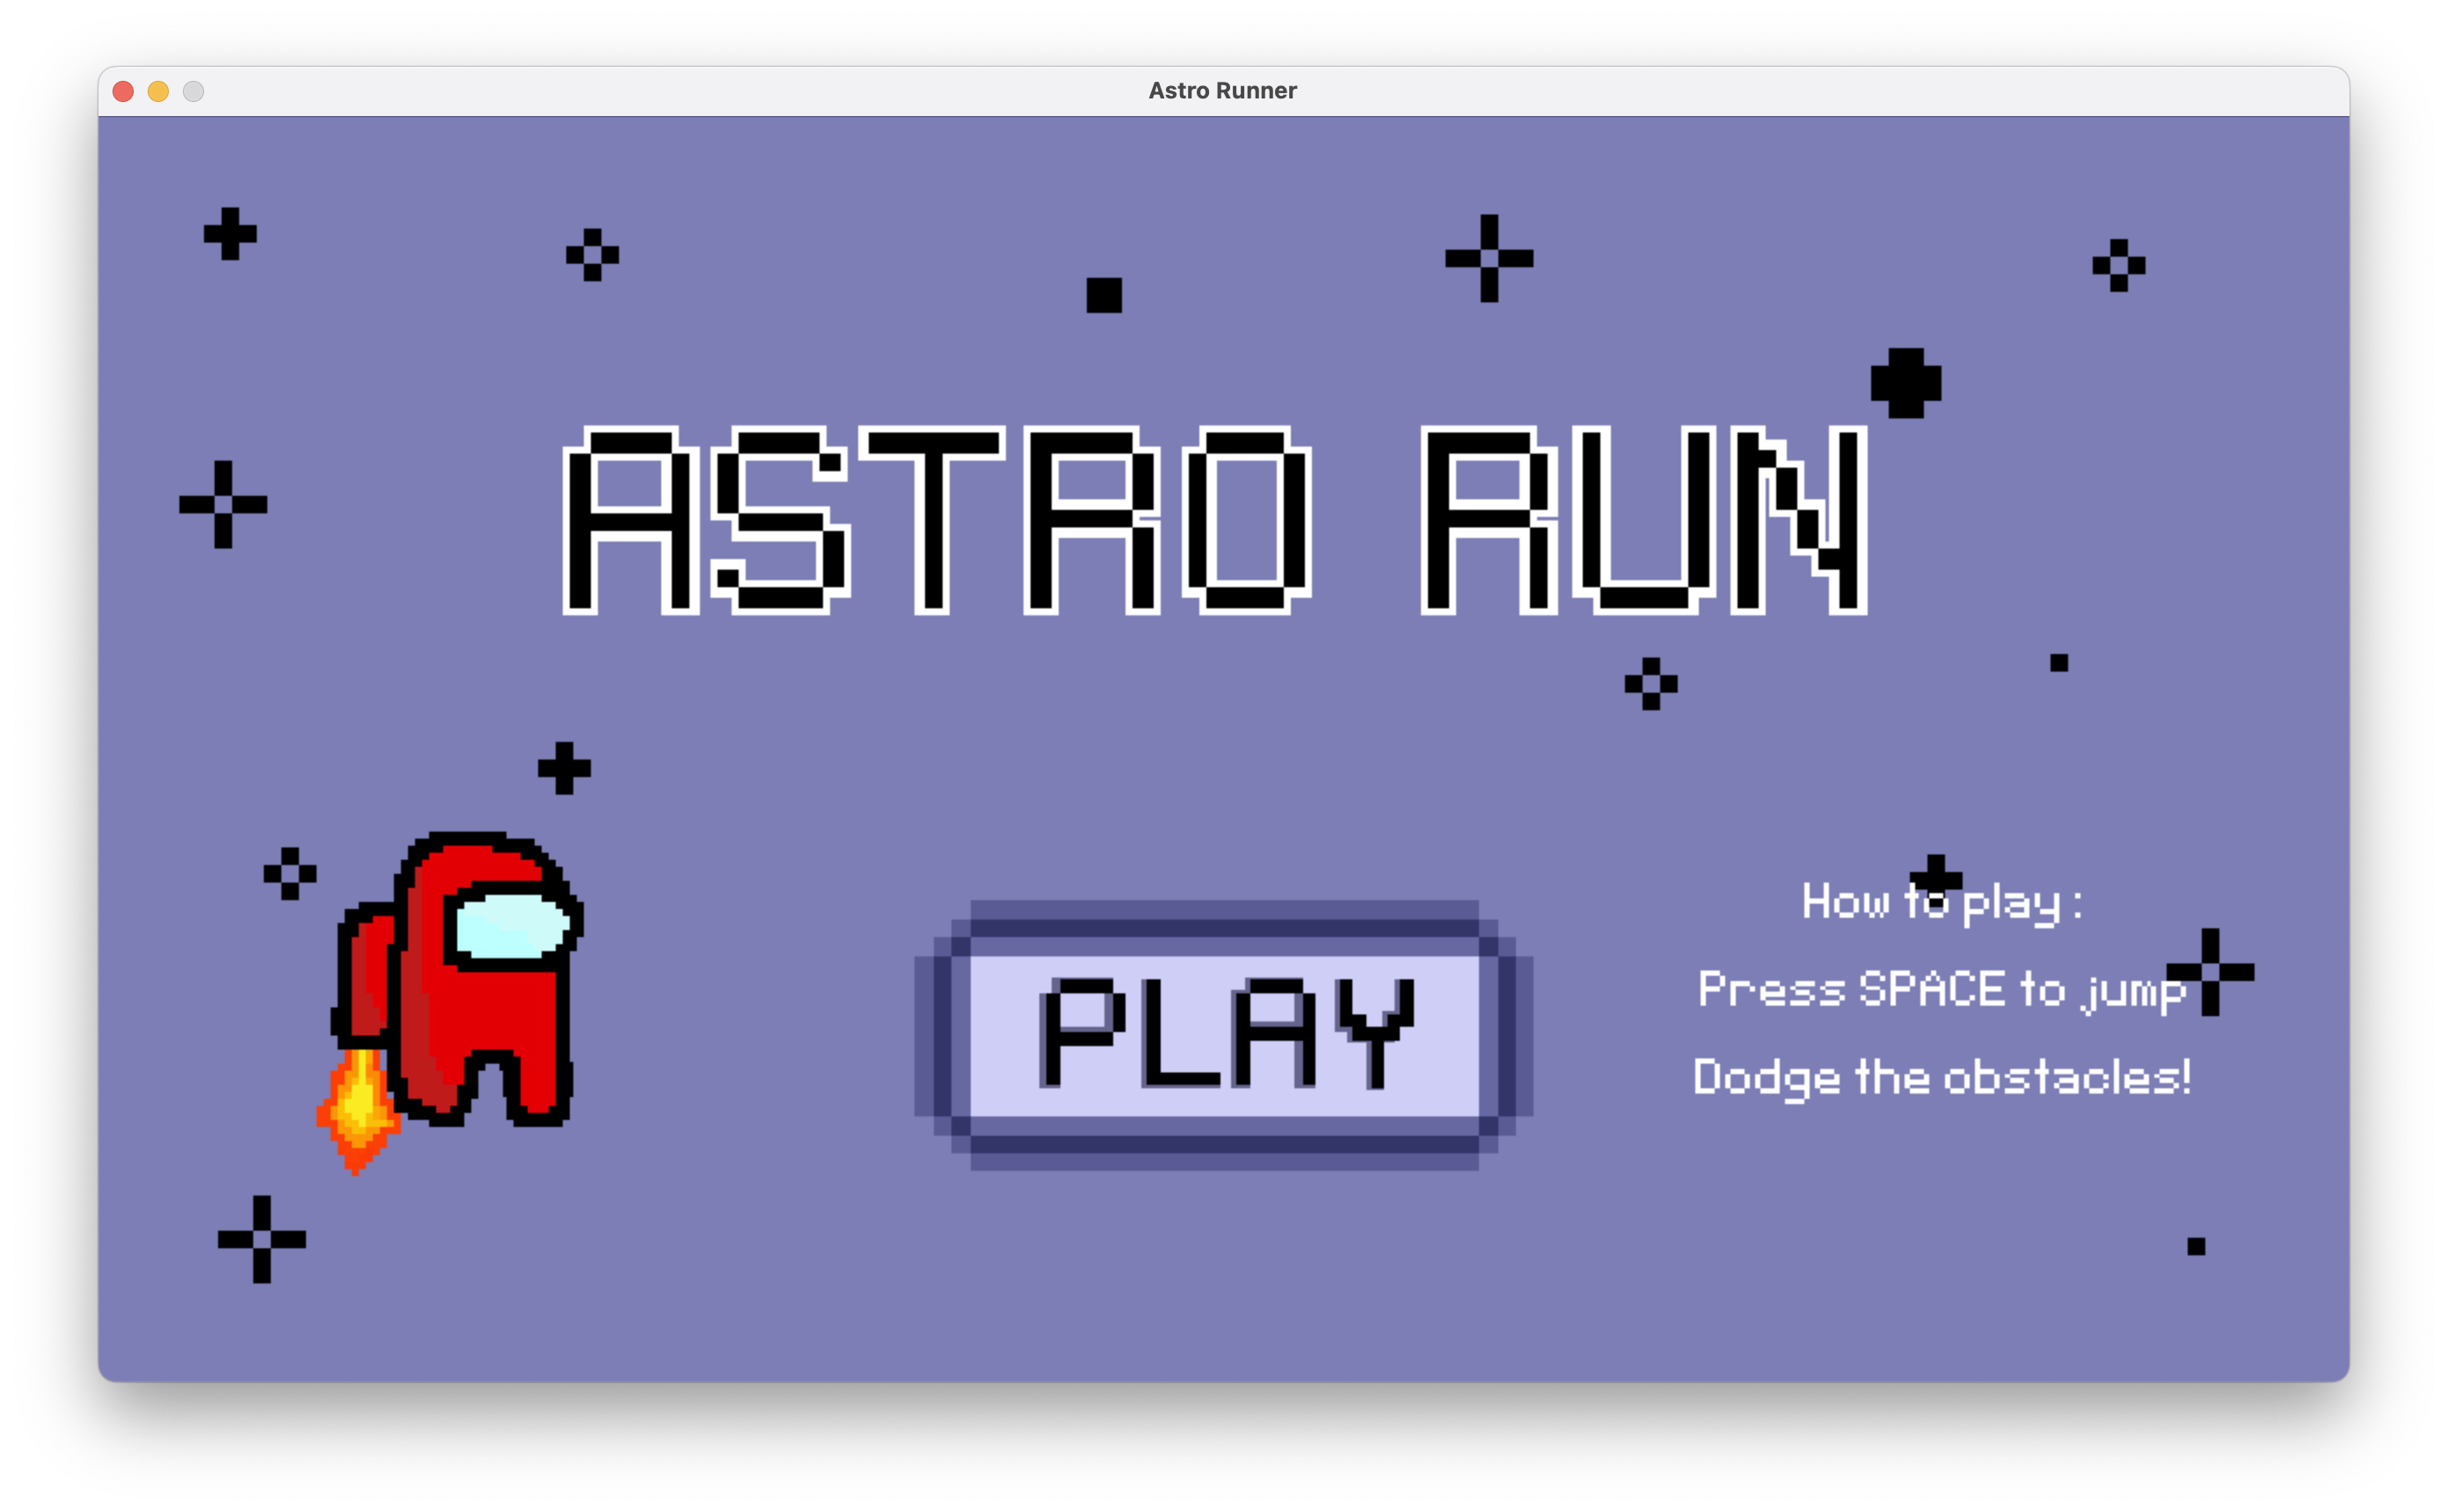 Astro Runner
ASTRO RUN
PLAY
How to play:
Press SPACE to jump
Dodge the obstacles!